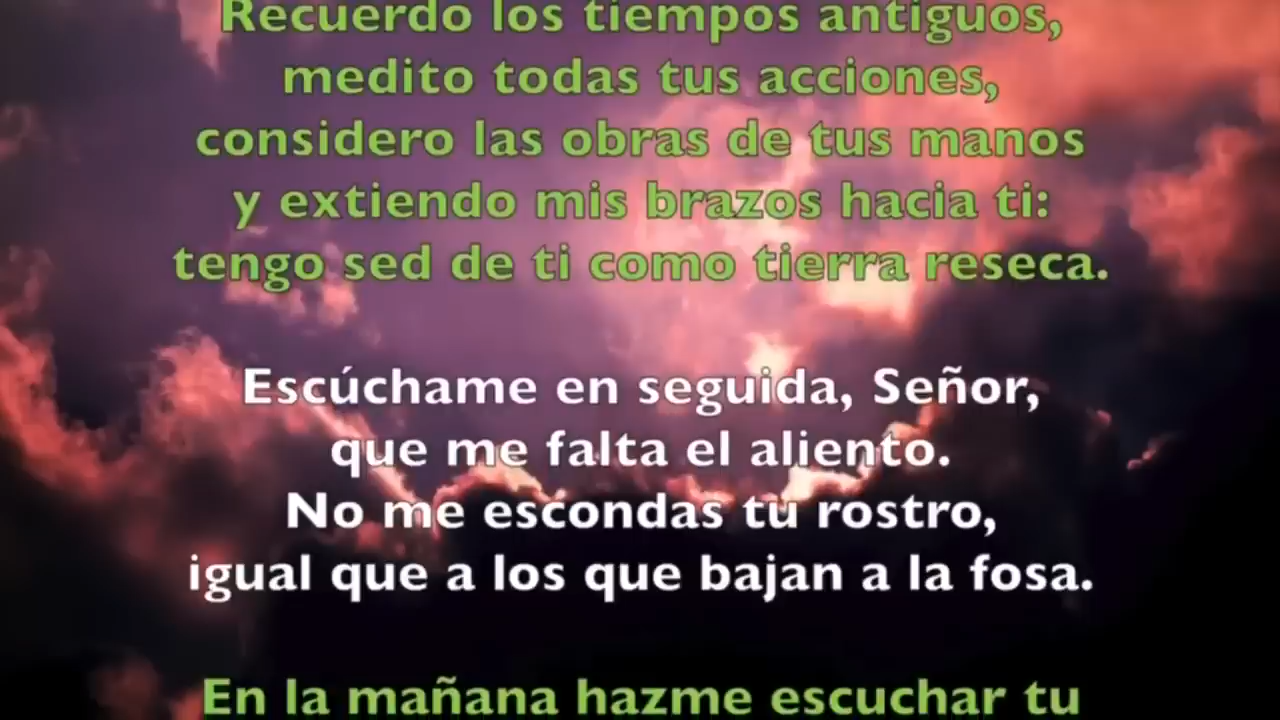 Recuerdo los tiempos antiguos,
medito todas tus acciones,
considero las obras de tus manos
y extiendo mis brazos hacia ti:
tengo sed de ti como tierra reseca.
Escúchame en seguida, Señor,
que me falta el aliento.
No me escondas tu rostro,
igual que a los que bajan a la fosa.
En la mañana hazme escuchar tu